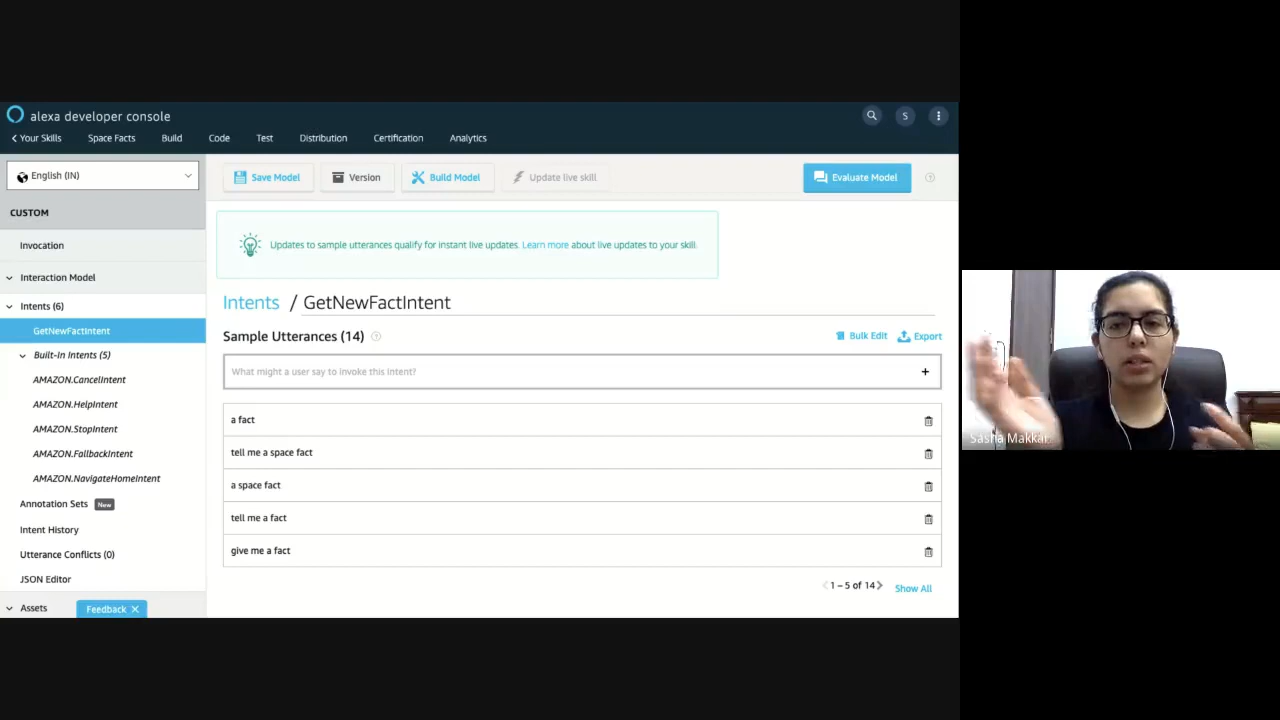 alexa developer console
S
Your Skills Space Facts Build Code Test Distribution Certification Analytics
English (IN)
Save Model Version Build Model Update live skill Evaluate Model
CUSTOM
Invocation
Interaction Model
Intents (6)
GetNewFactIntent
Built-In Intents (5)
AMAZON.CancelIntent
AMAZON.HelpIntent
AMAZON.StopIntent
AMAZON.FallbackIntent
AMAZON.NavigateHomeIntent
Annotation Sets New
Intent History
Utterance Conflicts (0)
JSON Editor
Assets
Feedback
Updates to sample utterances qualify for instant live updates. Learn more about live updates to your skill.
Intents / GetNewFactIntent
Sample Utterances (14) Bulk Edit Export
What might a user say to invoke this intent?
a fact
tell me a space fact
a space fact
tell me a fact
give me a fact
1 – 5 of 14 Show All
Sasha Makkar